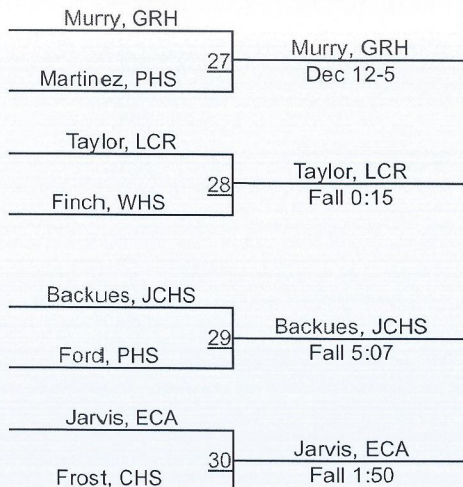 Murry, GRH
27
Martinez, PHS
Murry, GRH
Dec 12-5
Taylor, LCR
28
Finch, WHS
Taylor, LCR
Fall 0:15
Backues, JCHS
29
Ford, PHS
Backues, JCHS
Fall 5:07
Jarvis, ECA
30
Frost, CHS
Jarvis, ECA
Fall 1:50